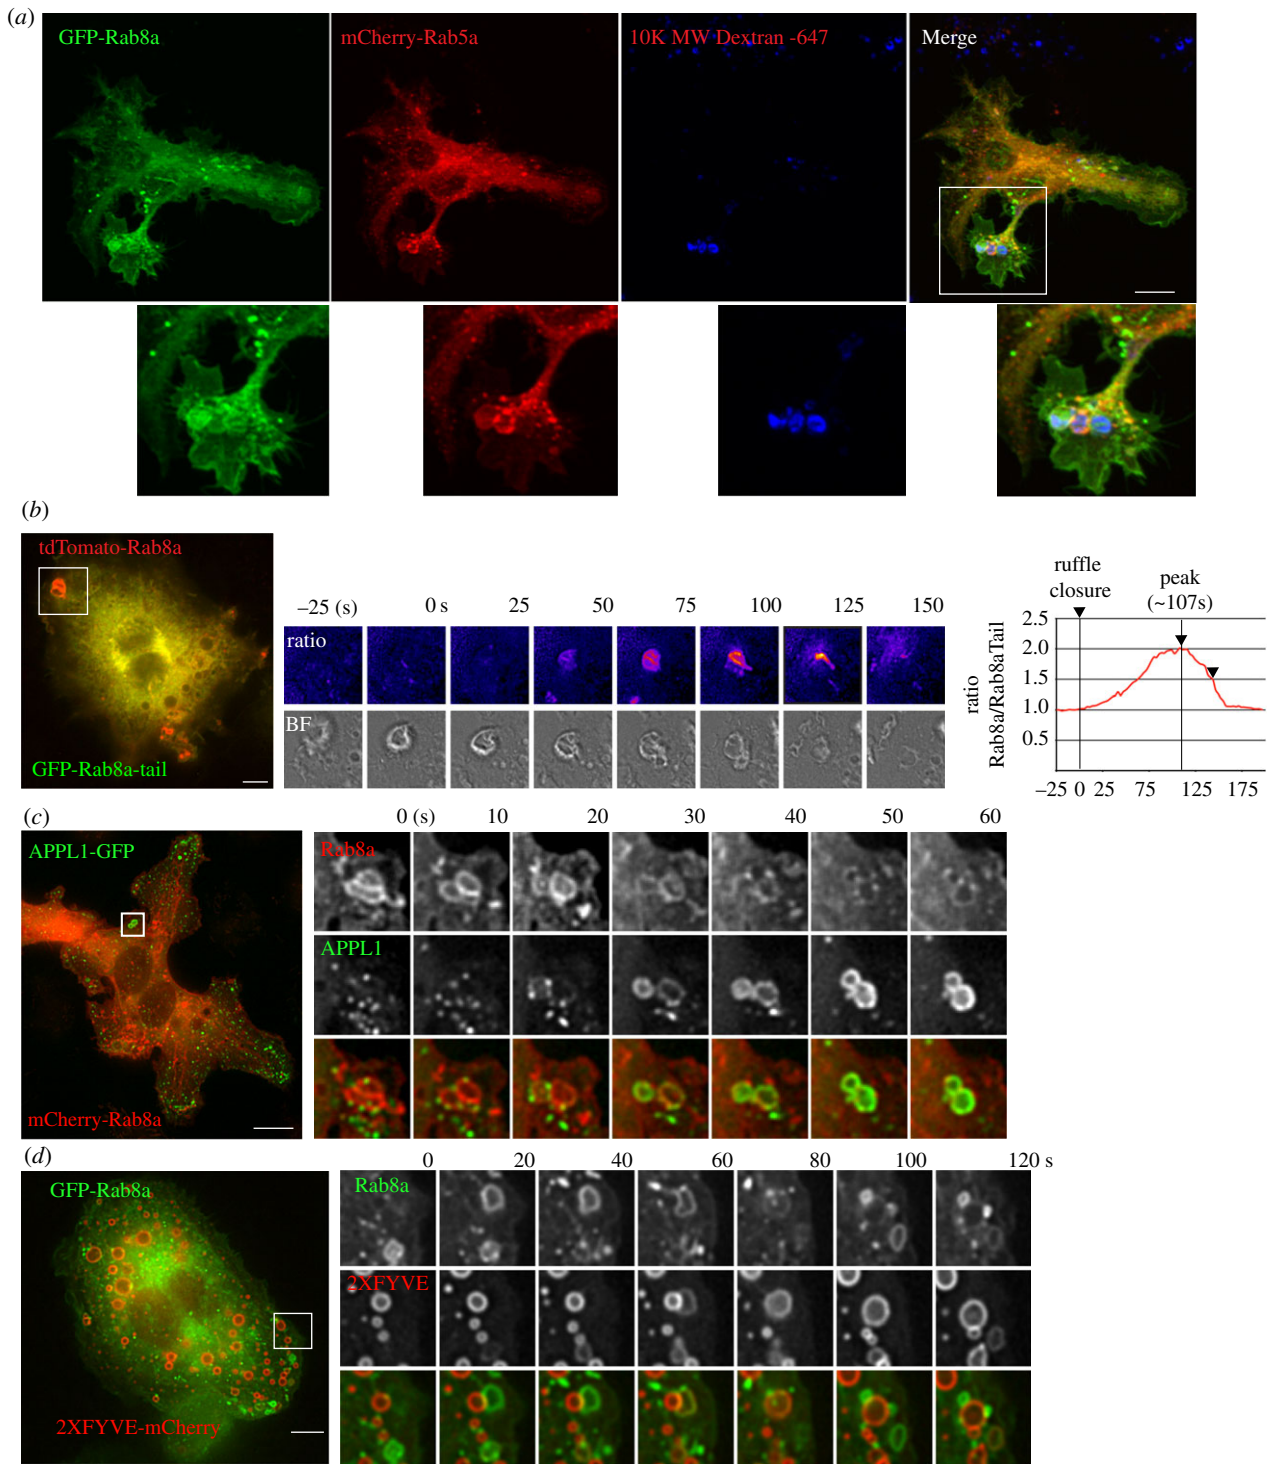 (a)
GFP-Rab8a mCherry-Rab5a 10K MW Dextran -647 Merge
(b)
tdTomato-Rab8a
GFP-Rab8a-tail
–25 (s) 0 s 25 50 75 100 125 150
ratio
BF
ruffle closure
peak (~107s)
ratio Rab8a/Rab8aTail
2.5
2.0
1.5
1.0
0.5
–25 0 25 75 125 175
(c)
APPL1-GFP
mCherry-Rab8a
0 (s) 10 20 30 40 50 60
Rab8a
APPL1
(d)
GFP-Rab8a
2XFYVE-mCherry
0 20 40 60 80 100 120 s
Rab8a
2XFYVE